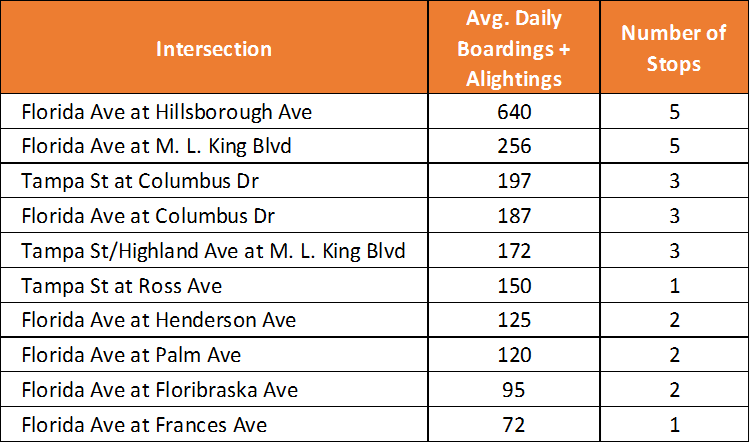 Intersection
Avg. Daily
Boardings +
Alightings
Number of
Stops
Florida Ave at Hillsborough Ave 640 5
Florida Ave at M. L. King Blvd 256 5
Tampa St at Columbus Dr 197 3
Florida Ave at Columbus Dr 187 3
Tampa St/Highland Ave at M. L. King Blvd 172 3
Tampa St at Ross Ave 150 1
Florida Ave at Henderson Ave 125 2
Florida Ave at Palm Ave 120 2
Florida Ave at Floribraska Ave 95 2
Florida Ave at Frances Ave 72 1